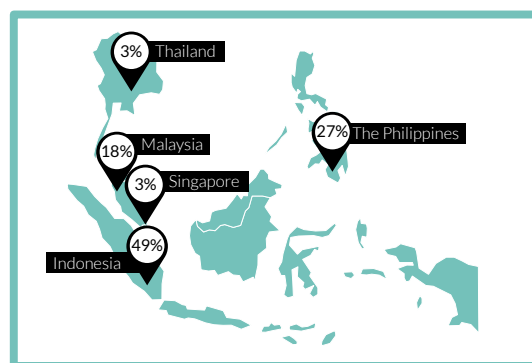 3% Thailand
27% The Philippines
18% Malaysia
3% Singapore
49%
Indonesia